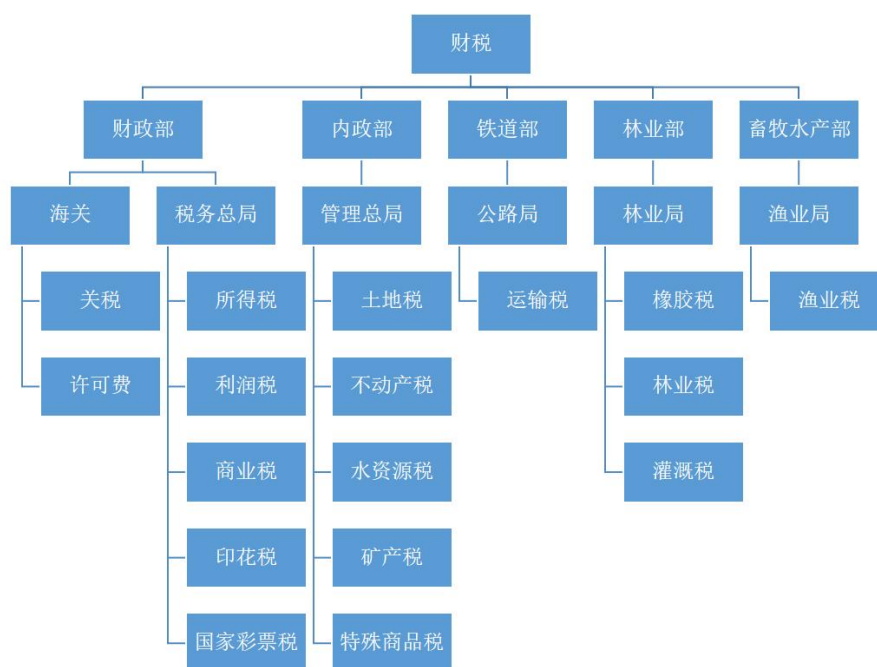 财税
财政部
内政部
铁道部
林业部
畜牧水产部
海关
税务总局
管理总局
公路局
林业局
渔业局
关税
所得税
土地税
运输税
橡胶税
渔业税
许可费
利润税
不动产税
林业税
商业税
水资源税
灌溉税
印花税
矿产税
国家彩票税
特殊商品税